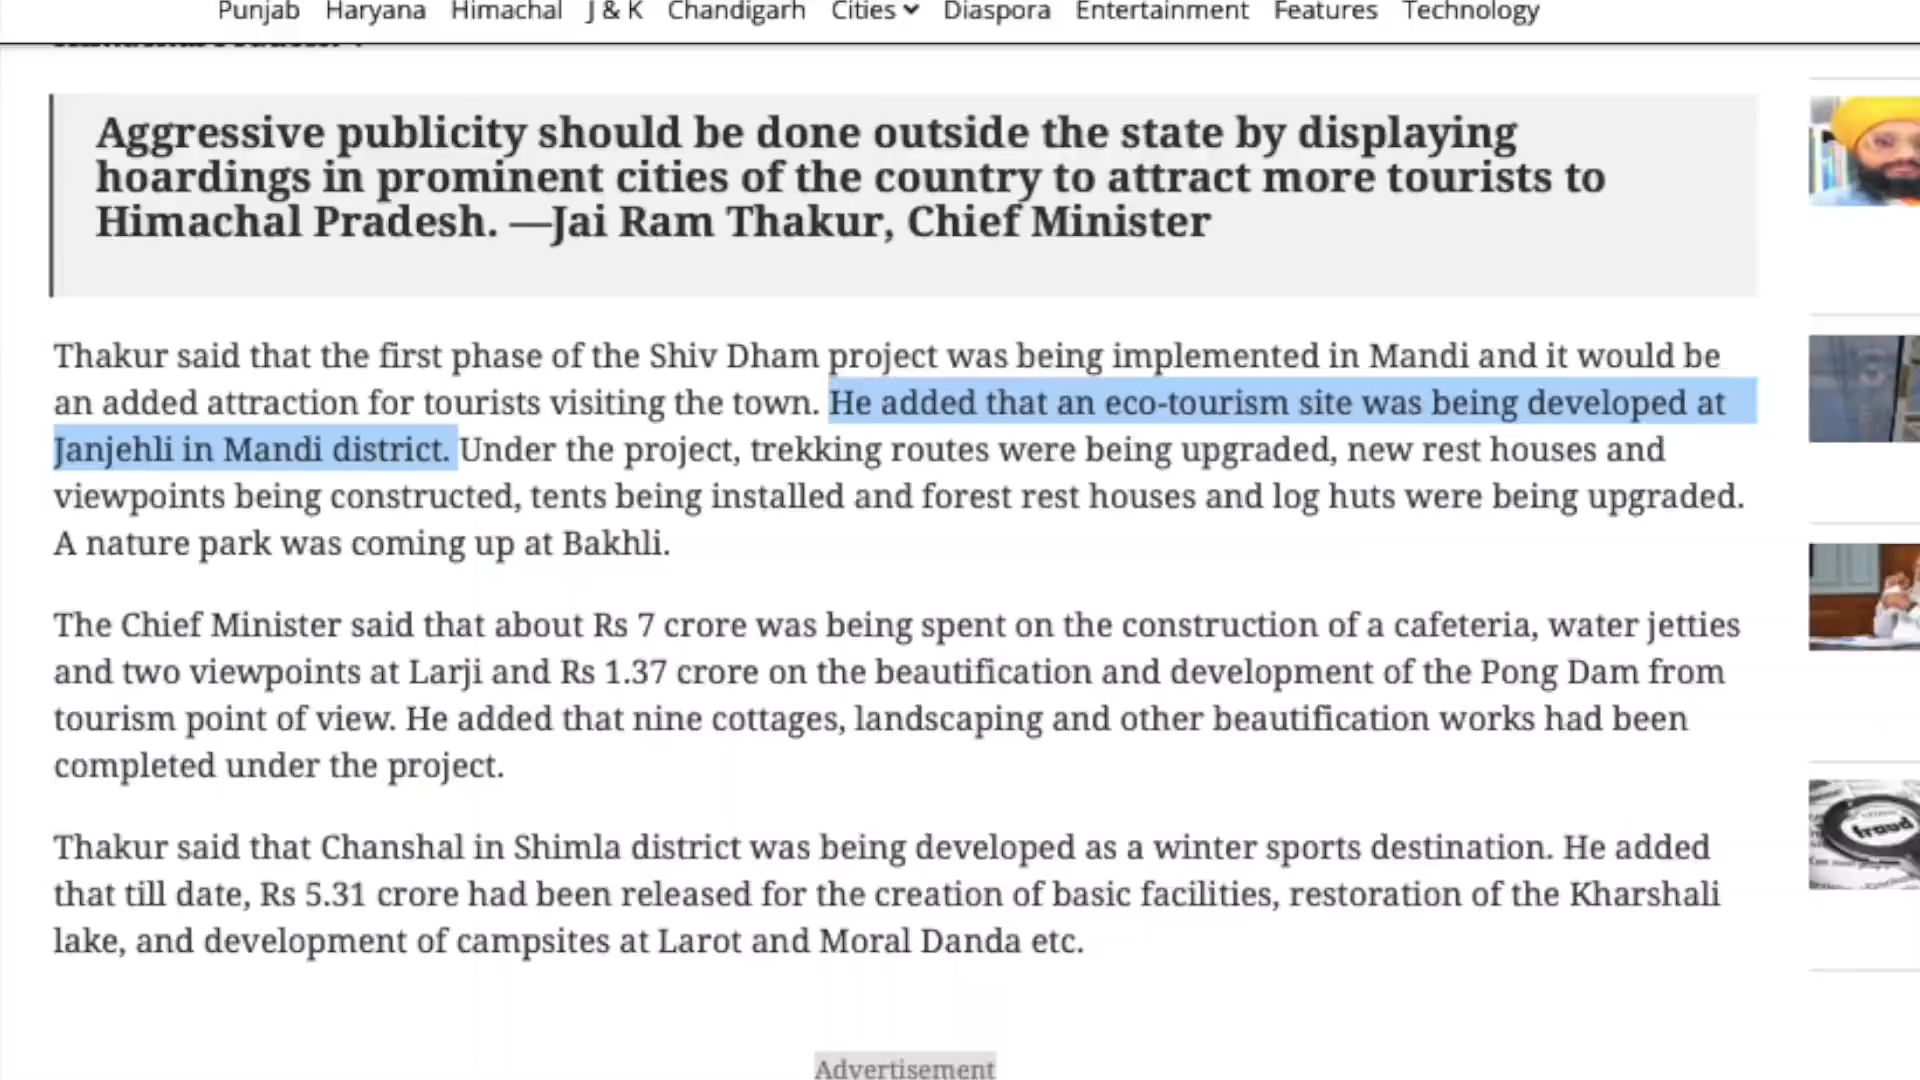 Punjab Haryana Himachal J & K Chandigarh Cities Diaspora Entertainment Features Technology
Aggressive publicity should be done outside the state by displaying
hoardings in prominent cities of the country to attract more tourists to
Himachal Pradesh. —Jai Ram Thakur, Chief Minister
Thakur said that the first phase of the Shiv Dham project was being implemented in Mandi and it would be
an added attraction for tourists visiting the town. He added that an eco-tourism site was being developed at
Janjehli in Mandi district. Under the project, trekking routes were being upgraded, new rest houses and
viewpoints being constructed, tents being installed and forest rest houses and log huts were being upgraded.
A nature park was coming up at Bakhli.
The Chief Minister said that about Rs 7 crore was being spent on the construction of a cafeteria, water jetties
and two viewpoints at Larji and Rs 1.37 crore on the beautification and development of the Pong Dam from
tourism point of view. He added that nine cottages, landscaping and other beautification works had been
completed under the project.
fraud
Thakur said that Chanshal in Shimla district was being developed as a winter sports destination. He added
that till date, Rs 5.31 crore had been released for the creation of basic facilities, restoration of the Kharshali
lake, and development of campsites at Larot and Moral Danda etc.
Advertisement